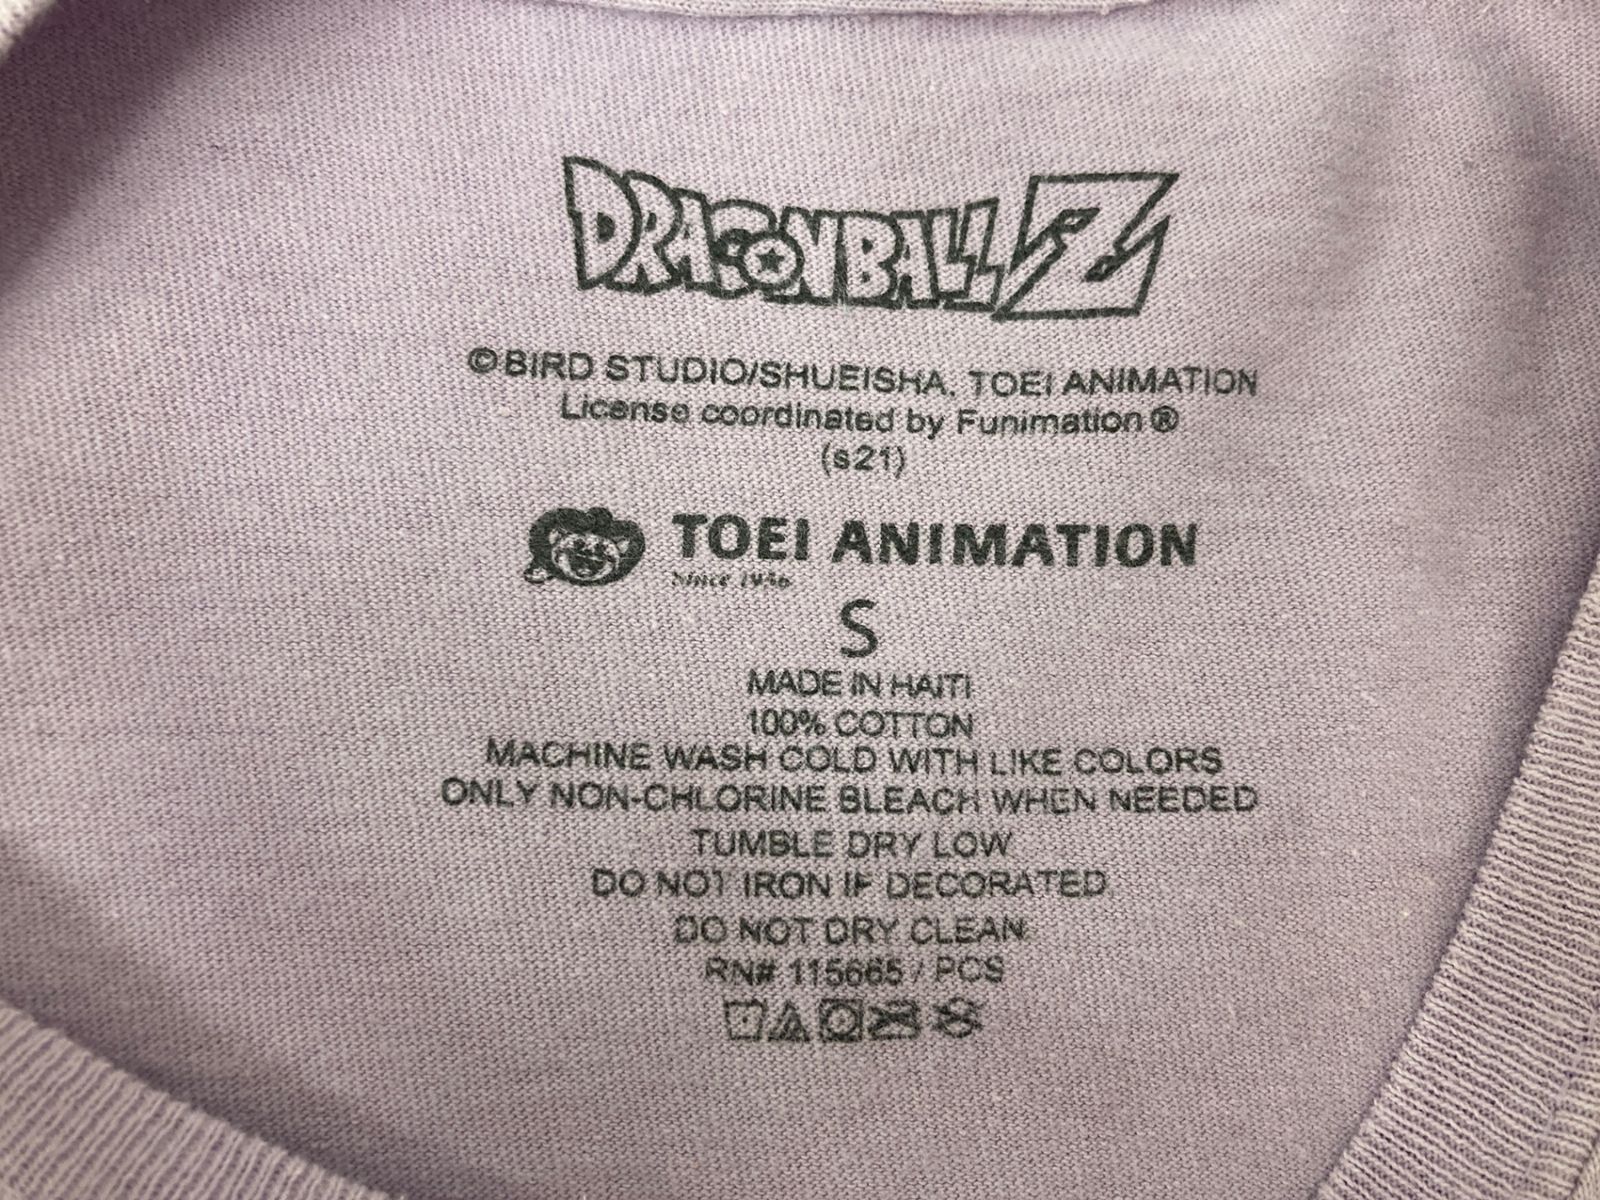 DRAGONBALL Z
©BIRD STUDIO/SHUEISHA, TOEI ANIMATION
License coordinated by Funimation®
(s21)
TOEI ANIMATION
Since 1956
S
MADE IN HAITI
100% COTTON
MACHINE WASH COLD WITH LIKE COLORS
ONLY NON-CHLORINE BLEACH WHEN NEEDED
TUMBLE DRY LOW
DO NOT IRON IF DECORATED
DO NOT DRY CLEAN
RN# 115665 / PCS